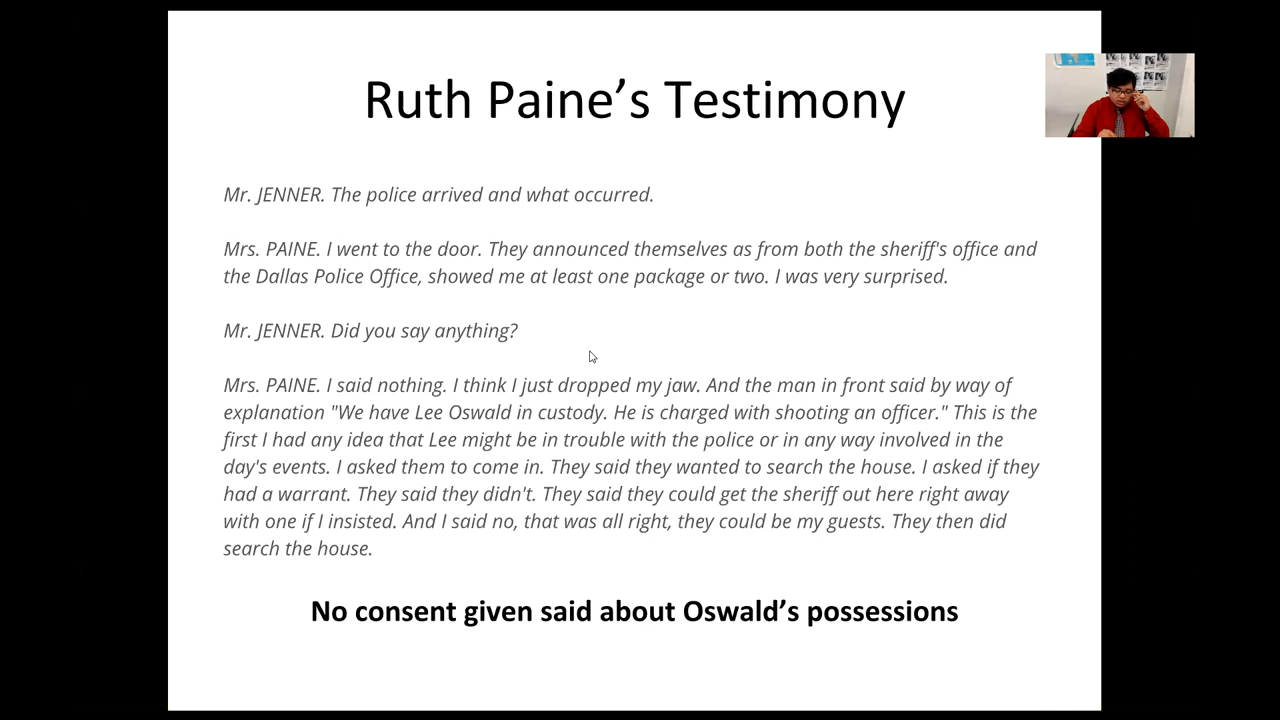 Ruth Paine’s Testimony
Mr. JENNER. The police arrived and what occurred.
Mrs. PAINE. I went to the door. They announced themselves as from both the sheriff's office and
the Dallas Police Office, showed me at least one package or two. I was very surprised.
Mr. JENNER. Did you say anything?
Mrs. PAINE. I said nothing. I think I just dropped my jaw. And the man in front said by way of
explanation "We have Lee Oswald in custody. He is charged with shooting an officer." This is the
first I had any idea that Lee might be in trouble with the police or in any way involved in the
day's events. I asked them to come in. They said they wanted to search the house. I asked if they
had a warrant. They said they didn't. They said they could get the sheriff out here right away
with one if I insisted. And I said no, that was all right, they could be my guests. They then did
search the house.
No consent given said about Oswald’s possessions